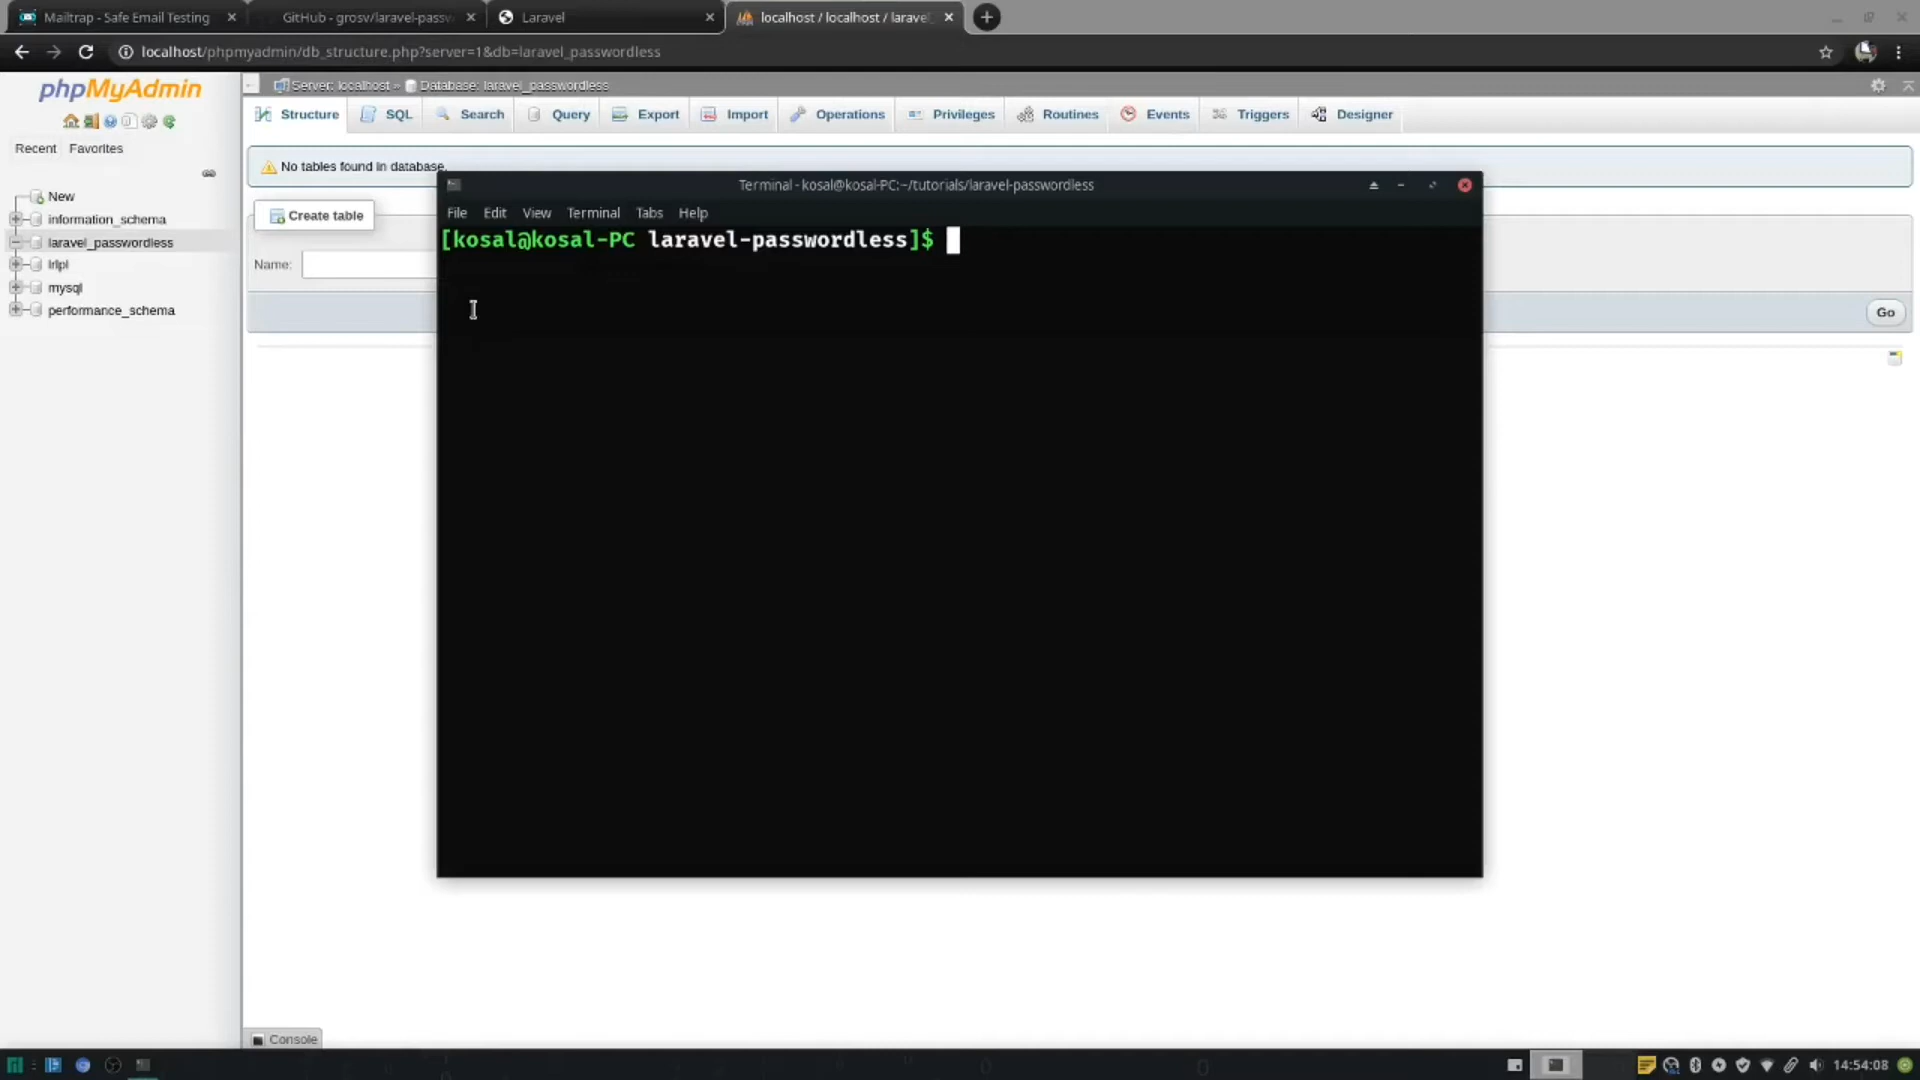 Mailtrap - Safe Email Testing
GitHub - grosv/laravel-passw
Laravel
localhost / localhost / larave
localhost/phpmyadmin/db_structure.php?server=1&db=laravel_passwordless
phpMyAdmin
Recent Favorites
New
information_schema
laravel_passwordless
lrlpl
mysql
performance_schema
Server: localhost » Database: laravel_passwordless
Structure SQL Search Query Export Import Operations Privileges Routines Events Triggers Designer
No tables found in database.
Create table
Name:
Go
Terminal - kosal@kosal-PC:~/tutorials/laravel-passwordless
File Edit View Terminal Tabs Help
[kosal@kosal-PC laravel-passwordless]$
Console
14:54:08